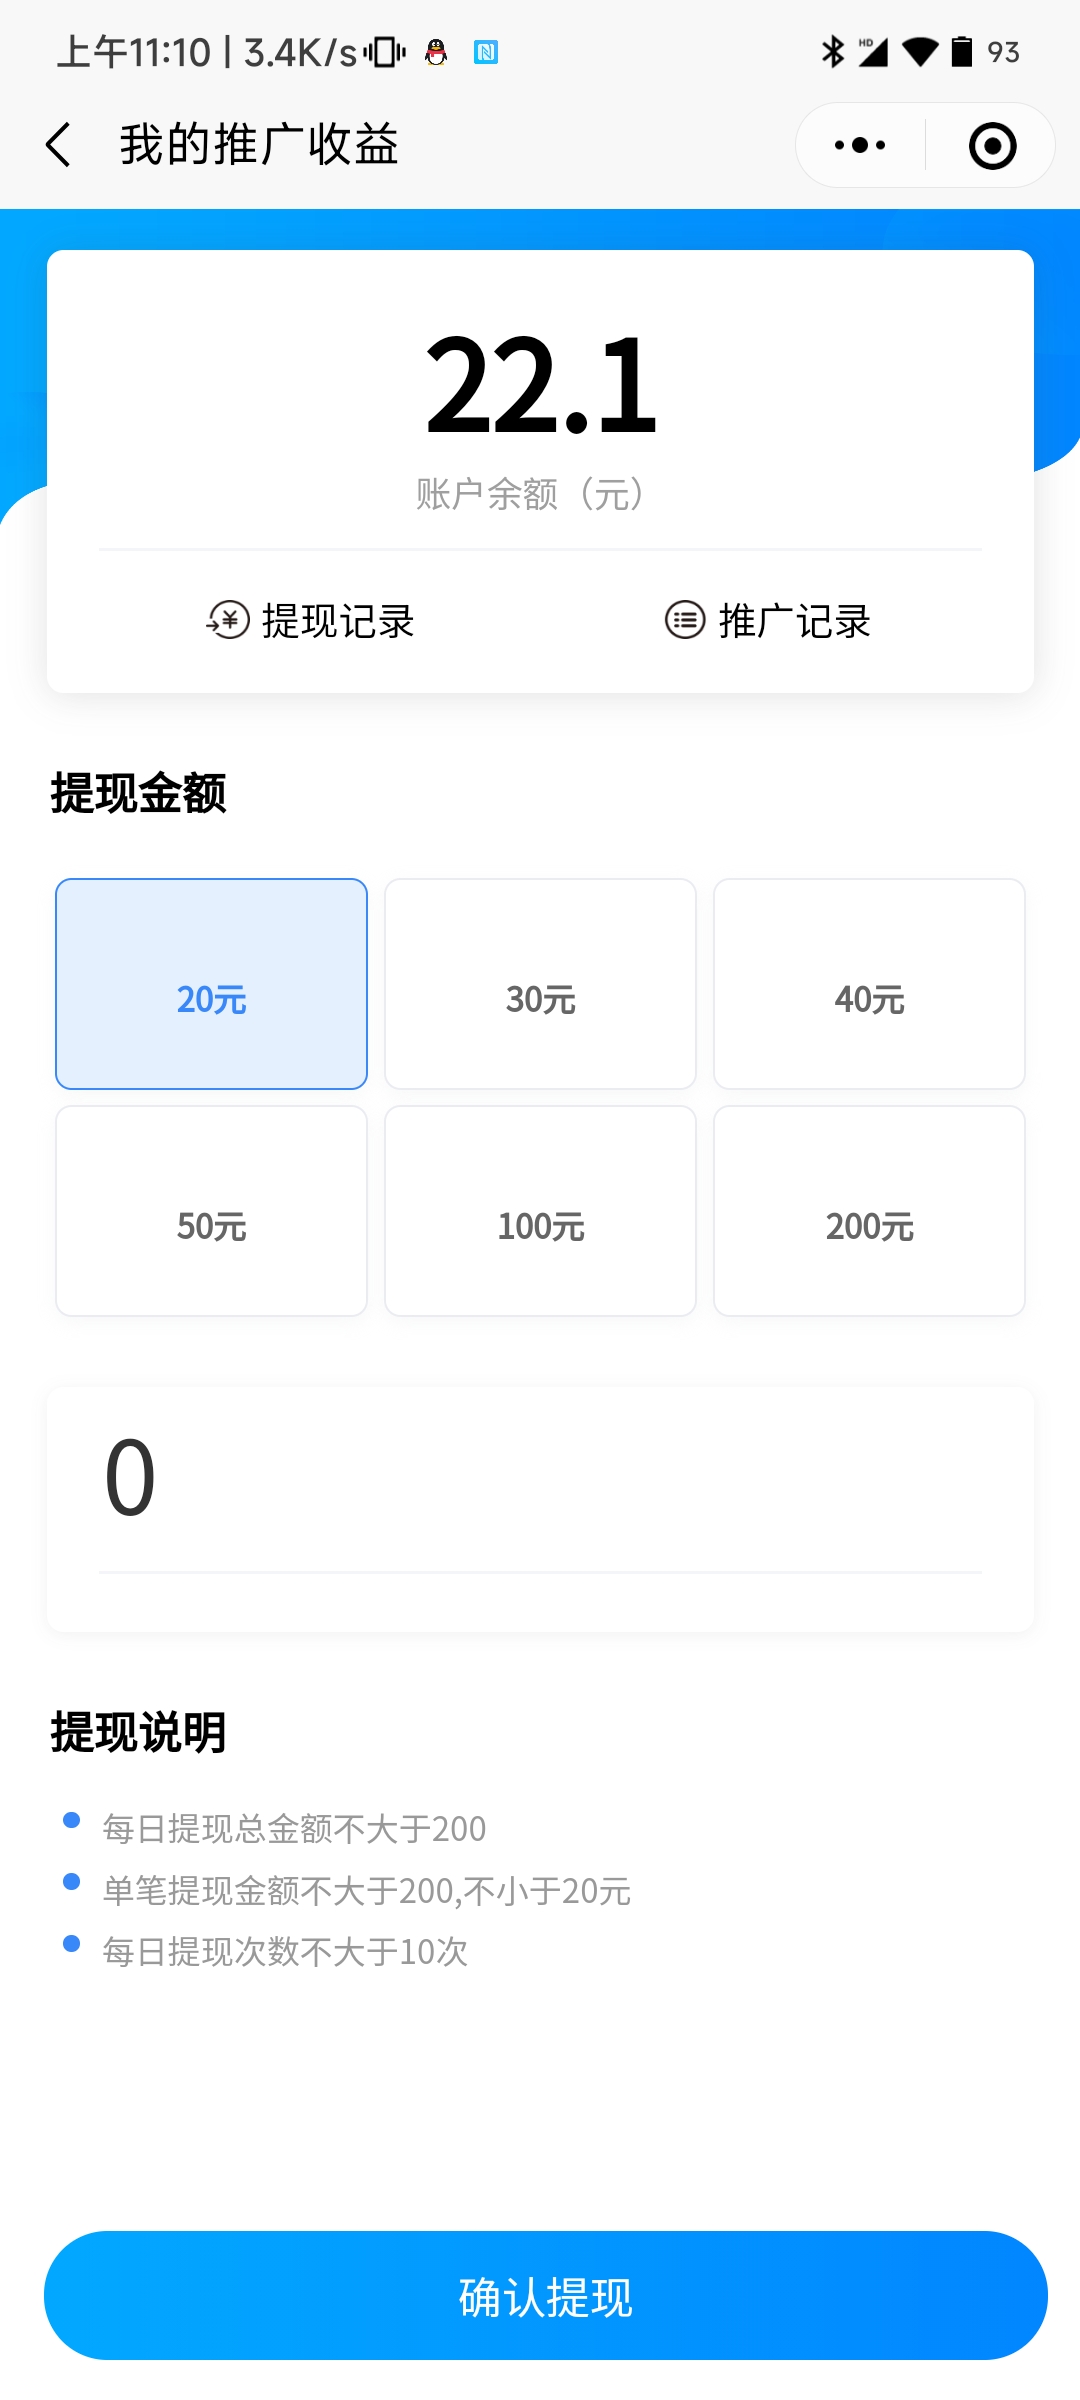 上午11:10 | 3.4K/s
HD
93
我的推广收益
22.1
账户余额（元）
提现记录
推广记录
提现金额
20元
30元
40元
50元
100元
200元
0
提现说明
每日提现总金额不大于200
单笔提现金额不大于200,不小于20元
每日提现次数不大于10次
确认提现